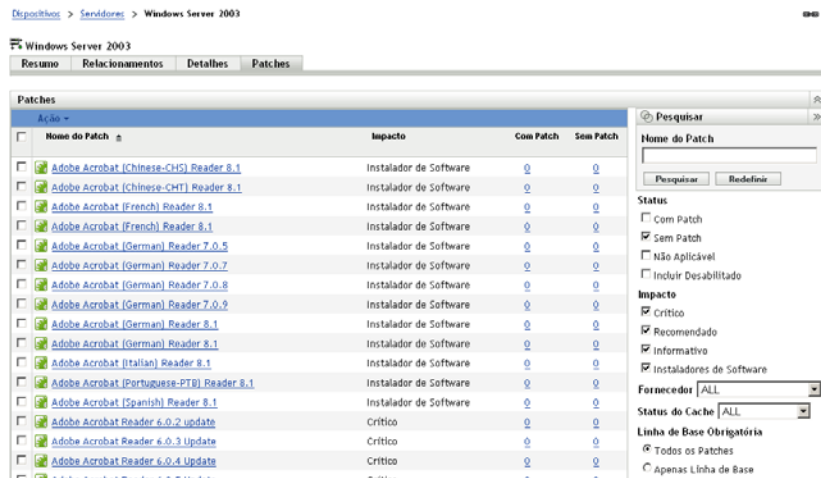 Dispositivos > Servidores > Windows Server 2003
Windows Server 2003
Resumo Relacionamentos Detalhes Patches
Patches
Ação
Nome do Patch Impacto Com Patch Sem Patch
Adobe Acrobat (Chinese-CHS) Reader 8.1 Instalador de Software 0 0
Adobe Acrobat (Chinese-CHT) Reader 8.1 Instalador de Software 0 0
Adobe Acrobat (French) Reader 8.1 Instalador de Software 0 0
Adobe Acrobat (French) Reader 8.1 Instalador de Software 0 0
Adobe Acrobat (German) Reader 7.0.5 Instalador de Software 0 0
Adobe Acrobat (German) Reader 7.0.7 Instalador de Software 0 0
Adobe Acrobat (German) Reader 7.0.8 Instalador de Software 0 0
Adobe Acrobat (German) Reader 7.0.9 Instalador de Software 0 0
Adobe Acrobat (German) Reader 8.1 Instalador de Software 0 0
Adobe Acrobat (German) Reader 8.1 Instalador de Software 0 0
Adobe Acrobat (Italian) Reader 8.1 Instalador de Software 0 0
Adobe Acrobat (Portuguese-PTB) Reader 8.1 Instalador de Software 0 0
Adobe Acrobat (Spanish) Reader 8.1 Instalador de Software 0 0
Adobe Acrobat Reader 6.0.2 update Crítico 0 0
Adobe Acrobat Reader 6.0.3 Update Crítico 0 0
Adobe Acrobat Reader 6.0.4 Update Crítico 0 0
Pesquisar
Nome do Patch
Pesquisar Redefinir
Status
Com Patch
Sem Patch
Não Aplicável
Incluir Desabilitado
Impacto
Crítico
Recomendado
Informativo
Instaladores de Software
Fornecedor ALL
Status do Cache ALL
Linha de Base Obrigatória
Todos os Patches
Apenas Linha de Base